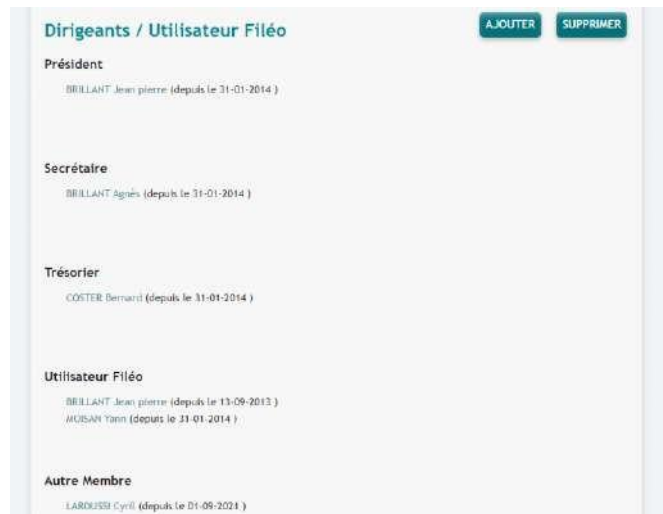 Dirigeants / Utilisateur Filéo
AJOUTER
SUPPRIMER
Président
BRILLANT Jean pierre (depuis le 31-01-2014 )
Secrétaire
BRILLANT Agnès (depuis le 31-01-2014 )
Trésorier
COSTER Bernard (depuis le 31-01-2014 )
Utilisateur Filéo
BRILLANT Jean pierre (depuis le 13-09-2013 )
MOISAN Yann (depuis le 31-01-2014 )
Autre Membre
LAROUSSI Cyril (depuis le 01-09-2021 )